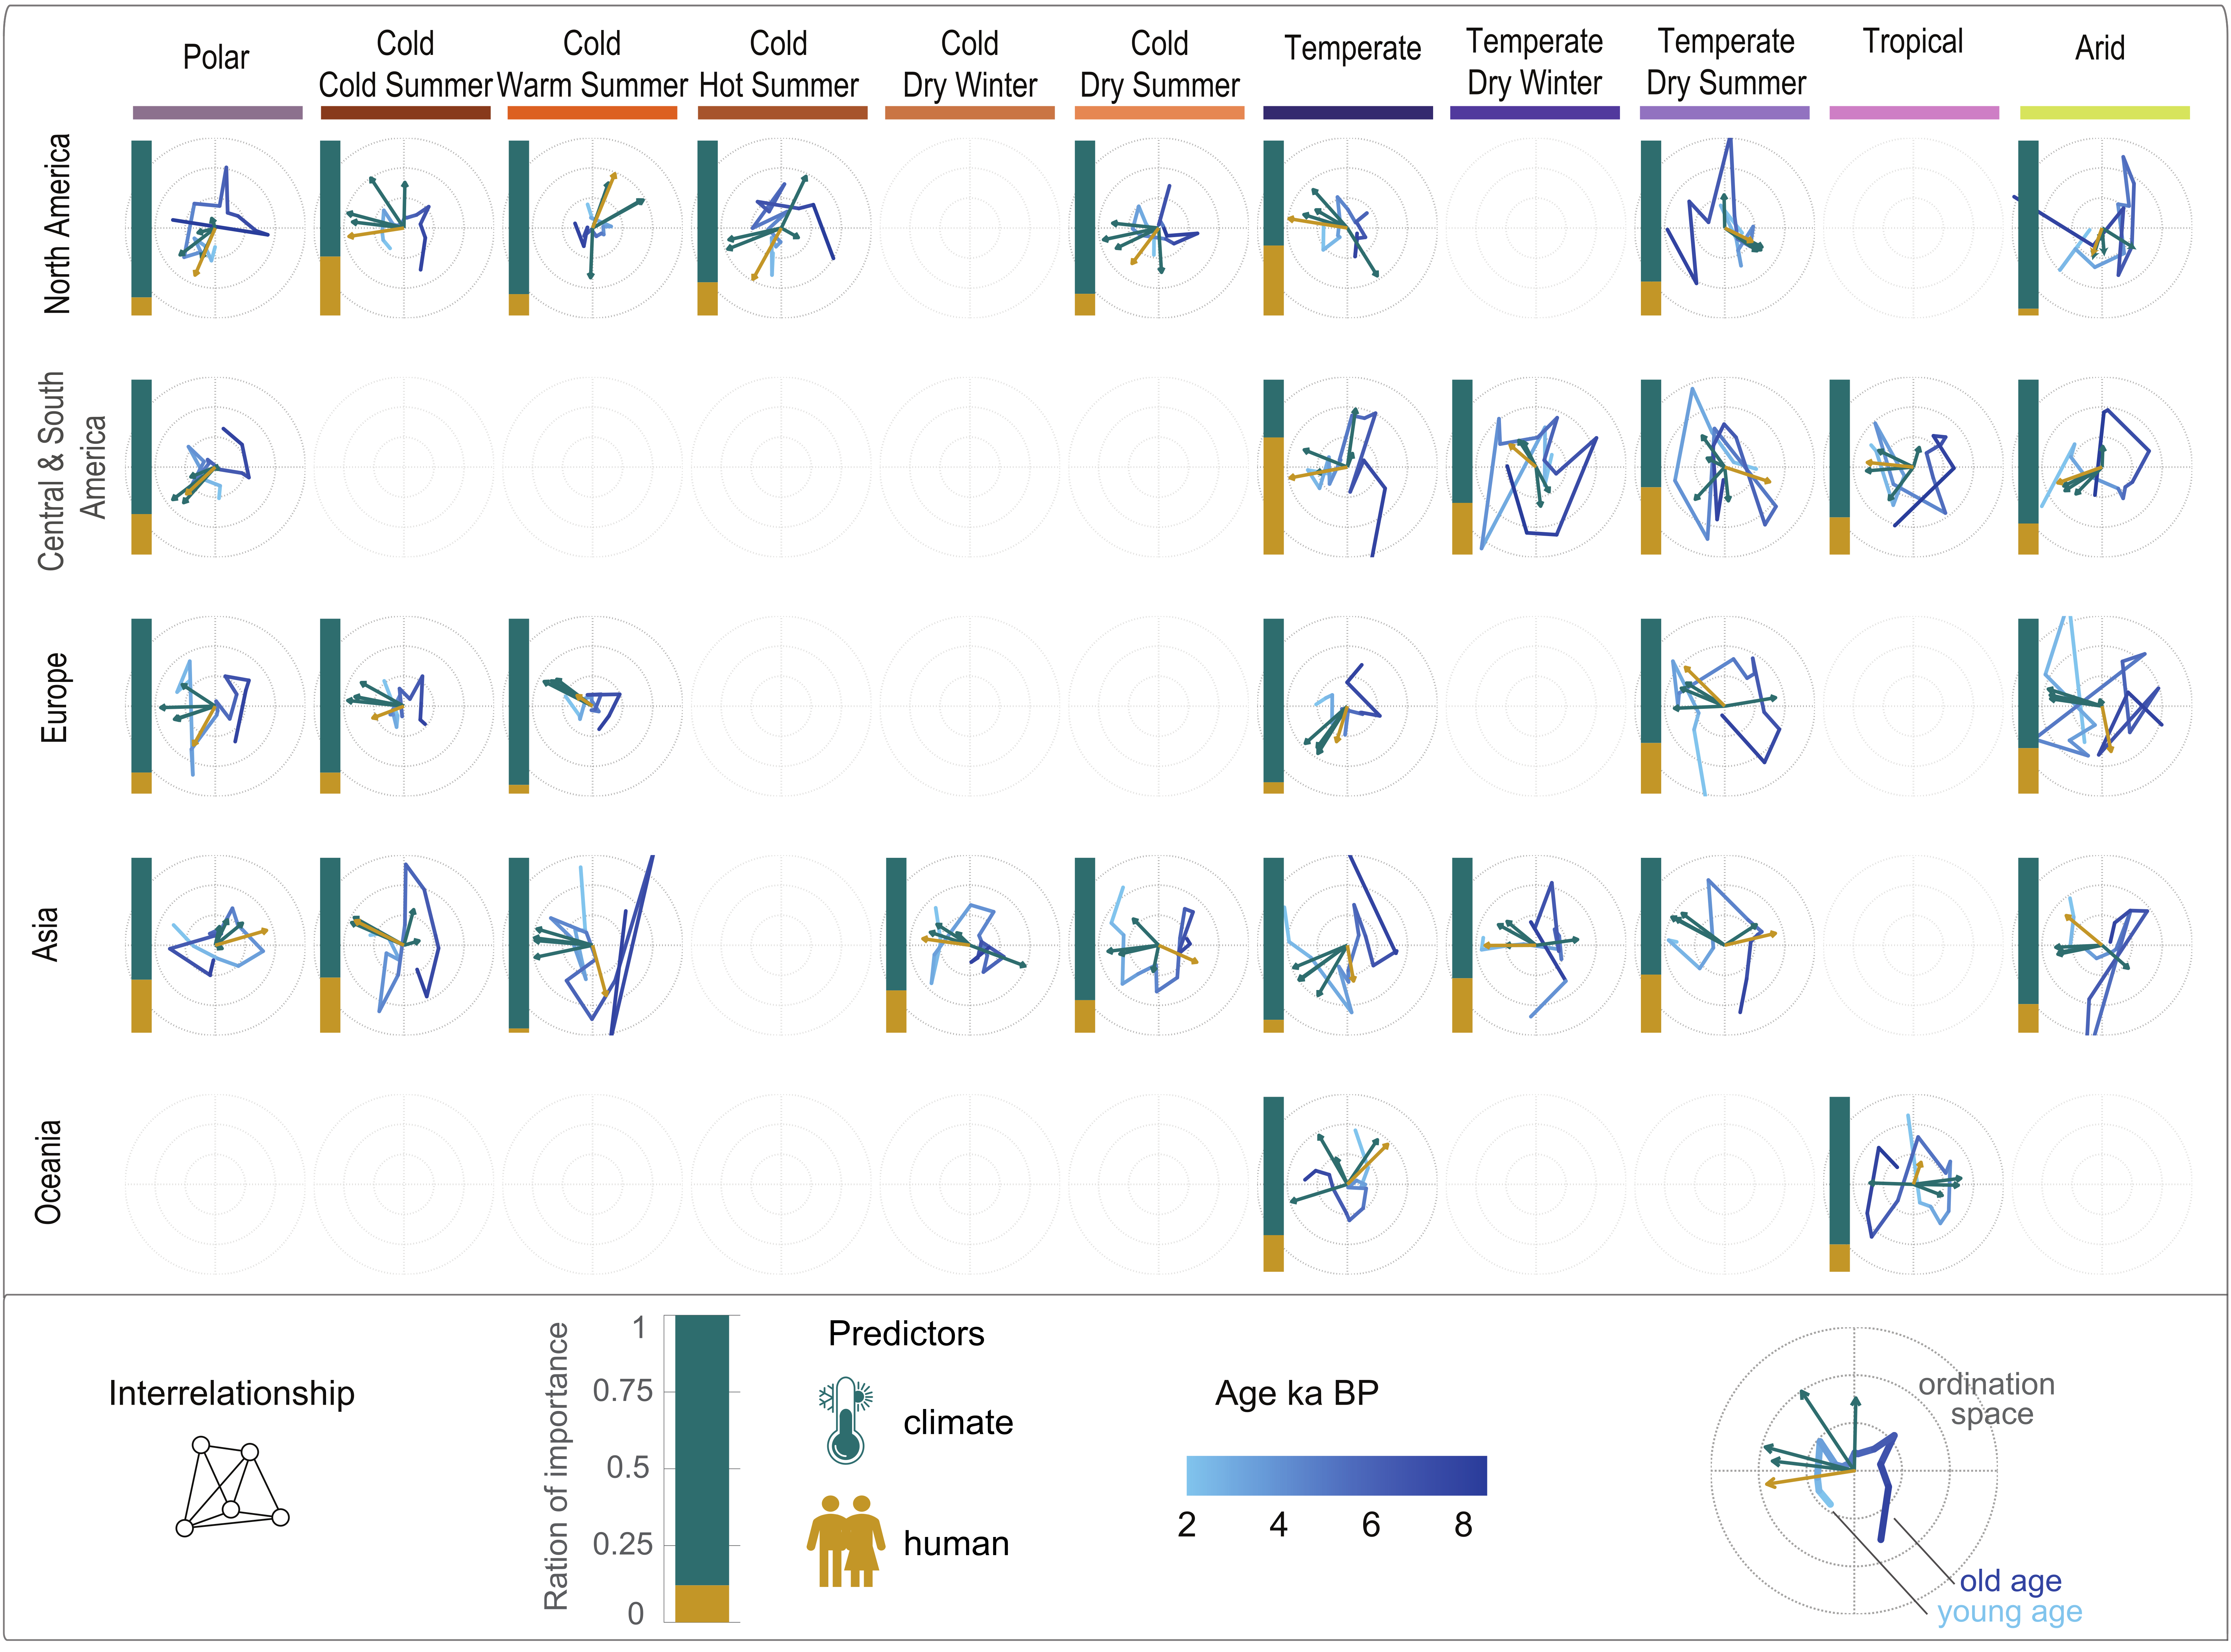 Polar
Cold
Cold Summer
Cold
Warm Summer
Cold
Hot Summer
Cold
Dry Winter
Cold
Dry Summer
Temperate
Temperate
Dry Winter
Temperate
Dry Summer
Tropical
Arid
North America
Central & South
America
Europe
Asia
Oceania
Interrelationship
Ration of importance
1
0.75
0.5
0.25
0
Predictors
climate
human
Age ka BP
2 4 6 8
ordination
space
old age
young age